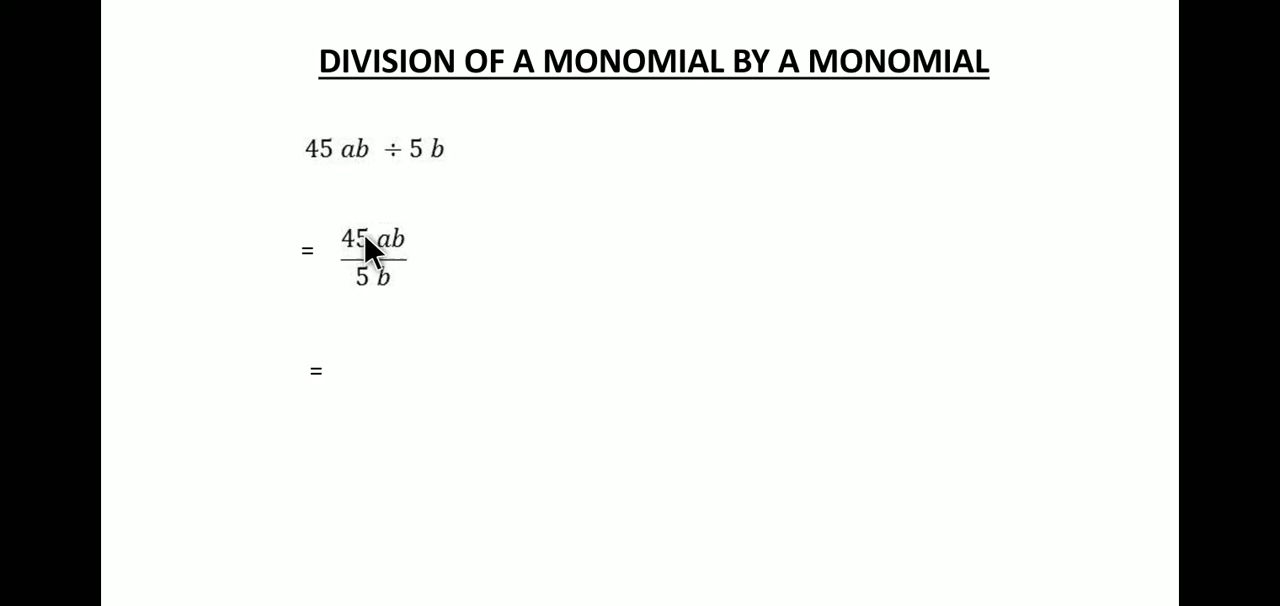 DIVISION OF A MONOMIAL BY A MONOMIAL
45 ab ÷ 5 b
= 45 ab
5 b
=